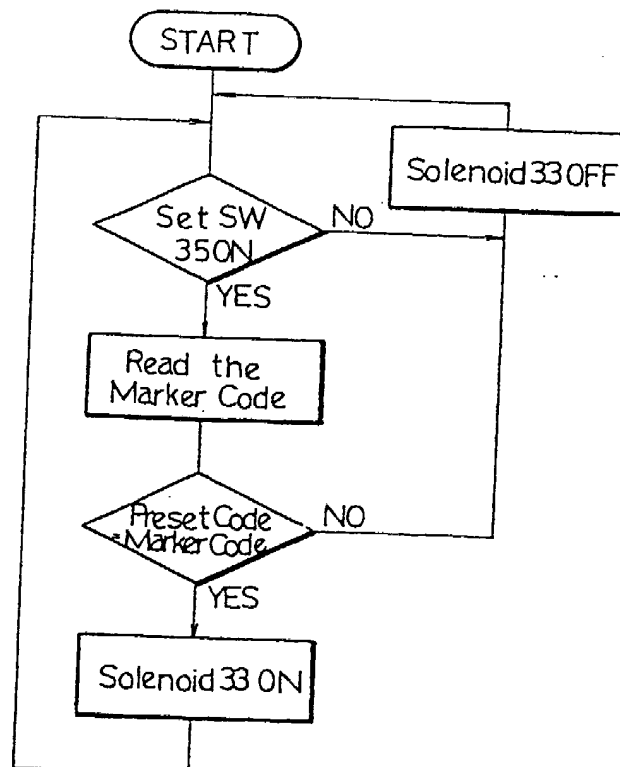 START
Solenoid 33 OFF
Set SW
35 ON
NO
YES
Read the
Marker Code
Preset Code
=Marker Code
NO
YES
Solenoid 33 ON